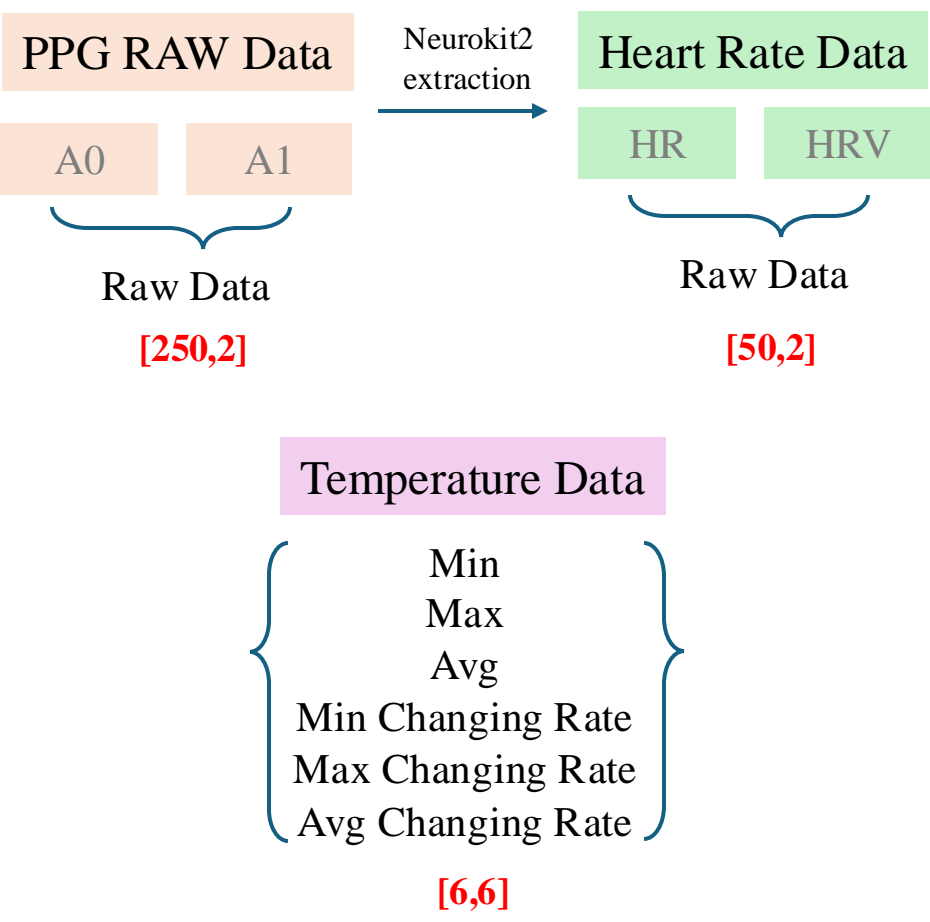 PPG RAW Data
Neurokit2
extraction
Heart Rate Data
A0
A1
HR
HRV
Raw Data
[250,2]
Raw Data
[50,2]
Temperature Data
Min
Max
Avg
Min Changing Rate
Max Changing Rate
Avg Changing Rate
[6,6]